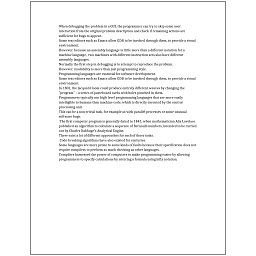 When debugging the problem in a GUI, the programmer can try to skip some user
interaction from the original problem description and check if remaining actions are
sufficient for bugs to appear.
Some text editors such as Emacs allow GDB to be invoked through them, to provide a visual
environment.
However, because an assembly language is little more than a different notation for a
machine language, two machines with different instruction sets also have different
assembly languages.
Normally the first step in debugging is to attempt to reproduce the problem.
However, readability is more than just programming style.
Programming languages are essential for software development.
Some text editors such as Emacs allow GDB to be invoked through them, to provide a visual
environment.
In 1801, the Jacquard loom could produce entirely different weaves by changing the
"program" – a series of pasteboard cards with holes punched in them.
Programmers typically use high-level programming languages that are more easily
intelligible to humans than machine code, which is directly executed by the central
processing unit.
This can be a non-trivial task, for example as with parallel processes or some unusual
software bugs.
The first computer program is generally dated to 1843, when mathematician Ada Lovelace
published an algorithm to calculate a sequence of Bernoulli numbers, intended to be carried
out by Charles Babbage's Analytical Engine.
There exist a lot of different approaches for each of those tasks.
Code-breaking algorithms have also existed for centuries.
Some languages are more prone to some kinds of faults because their specification does not
require compilers to perform as much checking as other languages.
Compilers harnessed the power of computers to make programming easier by allowing
programmers to specify calculations by entering a formula using infix notation.